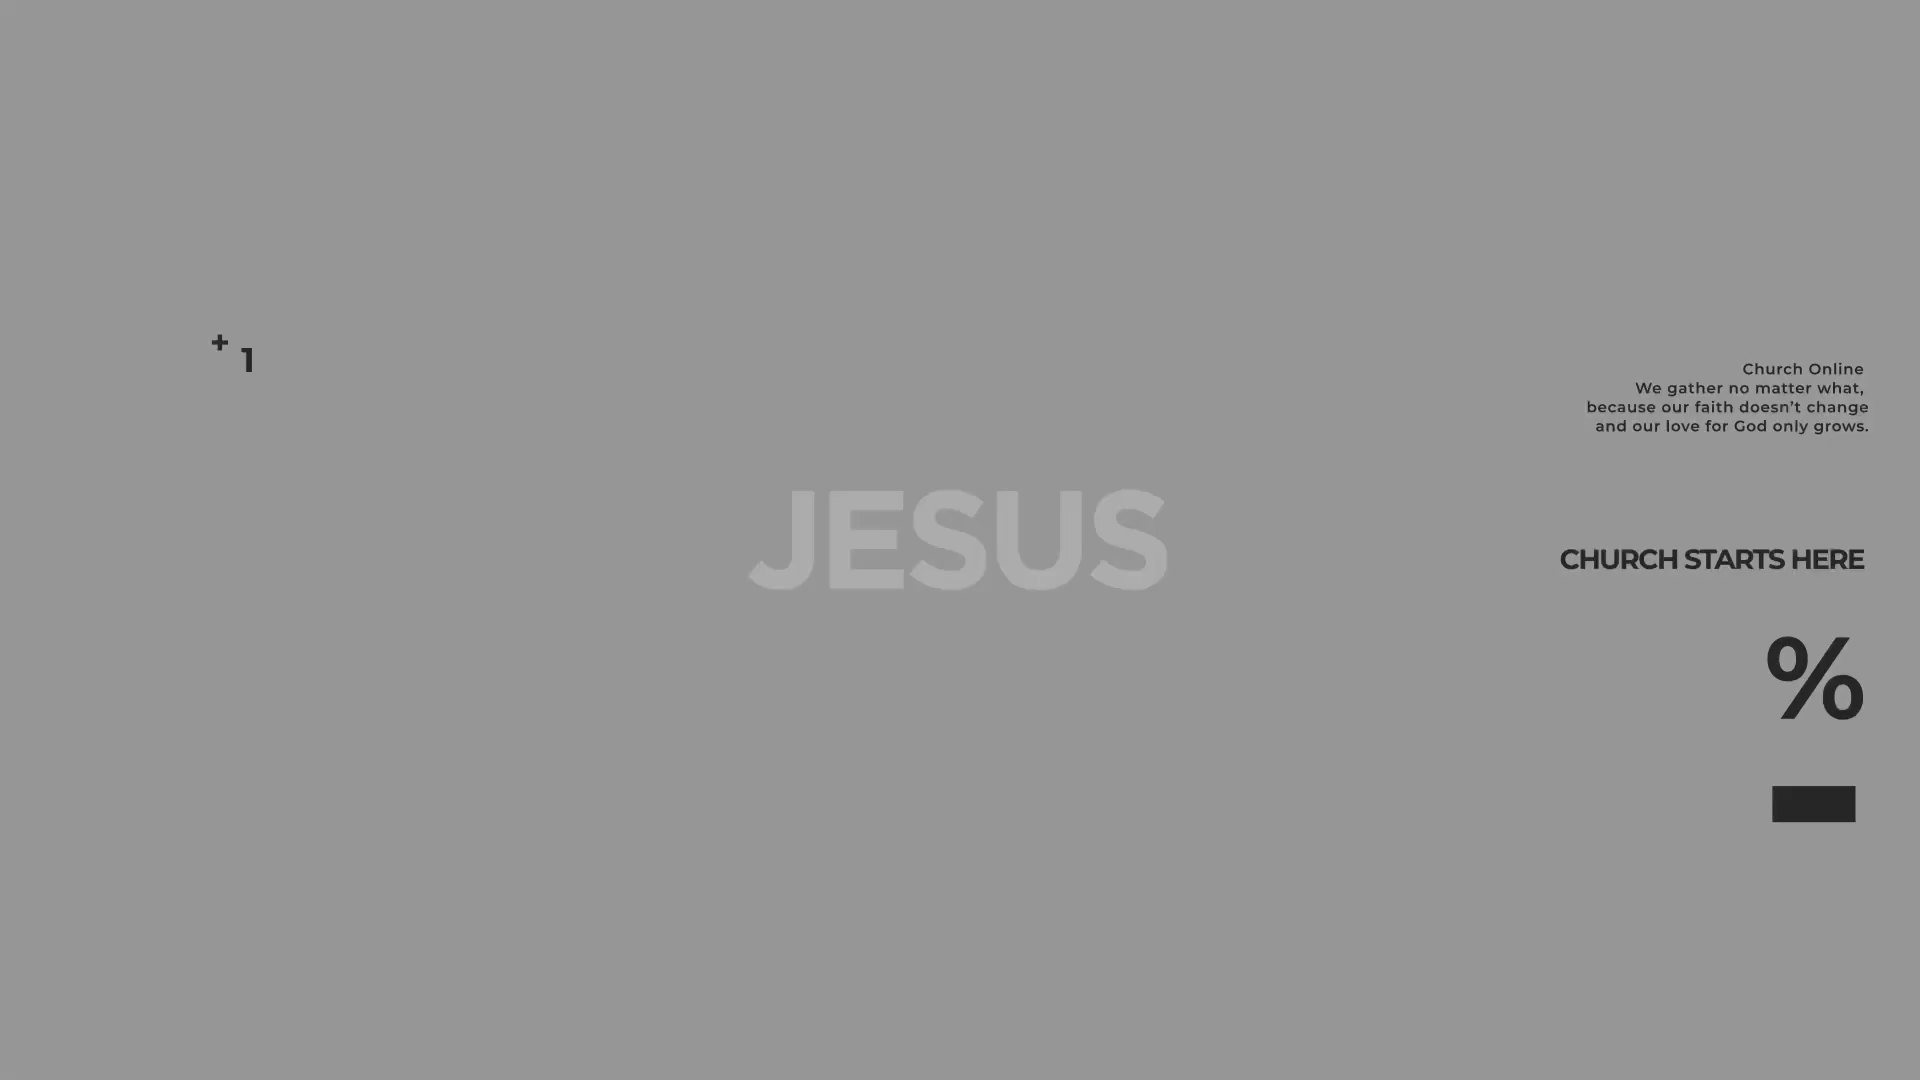 + 1
Church Online
We gather no matter what,
because our faith doesn't change
and our love for God only grows.
JESUS
CHURCH STARTS HERE
%